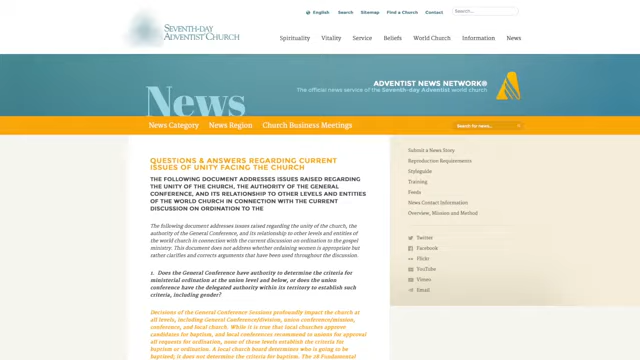 English Search Sitemap Find a Church Contact
Search...
SEVENTH-DAY
ADVENTIST CHURCH
Spirituality Vitality Service Beliefs World Church Information News
ADVENTIST NEWS NETWORK®
The official news service of the Seventh-day Adventist world church
News
News Category News Region Church Business Meetings
Search for news...
QUESTIONS & ANSWERS REGARDING CURRENT
ISSUES OF UNITY FACING THE CHURCH
THE FOLLOWING DOCUMENT ADDRESSES ISSUES RAISED REGARDING
THE UNITY OF THE CHURCH, THE AUTHORITY OF THE GENERAL
CONFERENCE, AND ITS RELATIONSHIP TO OTHER LEVELS AND ENTITIES
OF THE WORLD CHURCH IN CONNECTION WITH THE CURRENT
DISCUSSION ON ORDINATION TO THE
The following document addresses issues raised regarding the unity of the church, the
authority of the General Conference, and its relationship to other levels and entities of
the world church in connection with the current discussion on ordination to the gospel
ministry. This document does not address whether ordaining women is appropriate but
rather clarifies and corrects arguments that have been used throughout the discussion.
1. Does the General Conference have authority to determine the criteria for
ministerial ordination at the union level and below, or does the union
conference have the delegated authority within its territory to establish such
criteria, including gender?
Decisions of the General Conference Sessions profoundly impact the church at
all levels, including General Conference/division, union conference/mission,
conference, and local church. While it is true that local churches approve
candidates for baptism, and local conferences recommend to unions for approval
all requests for ordination, none of these levels establish the criteria for
baptism or ordination. A local church board determines who is going to be
baptised; it does not determine the criteria for baptism. The 28 Fundamental
Submit a News Story
Reproduction Requirements
Styleguide
Training
Feeds
News Contact Information
Overview, Mission and Method
Twitter
Facebook
Flickr
YouTube
Vimeo
Email